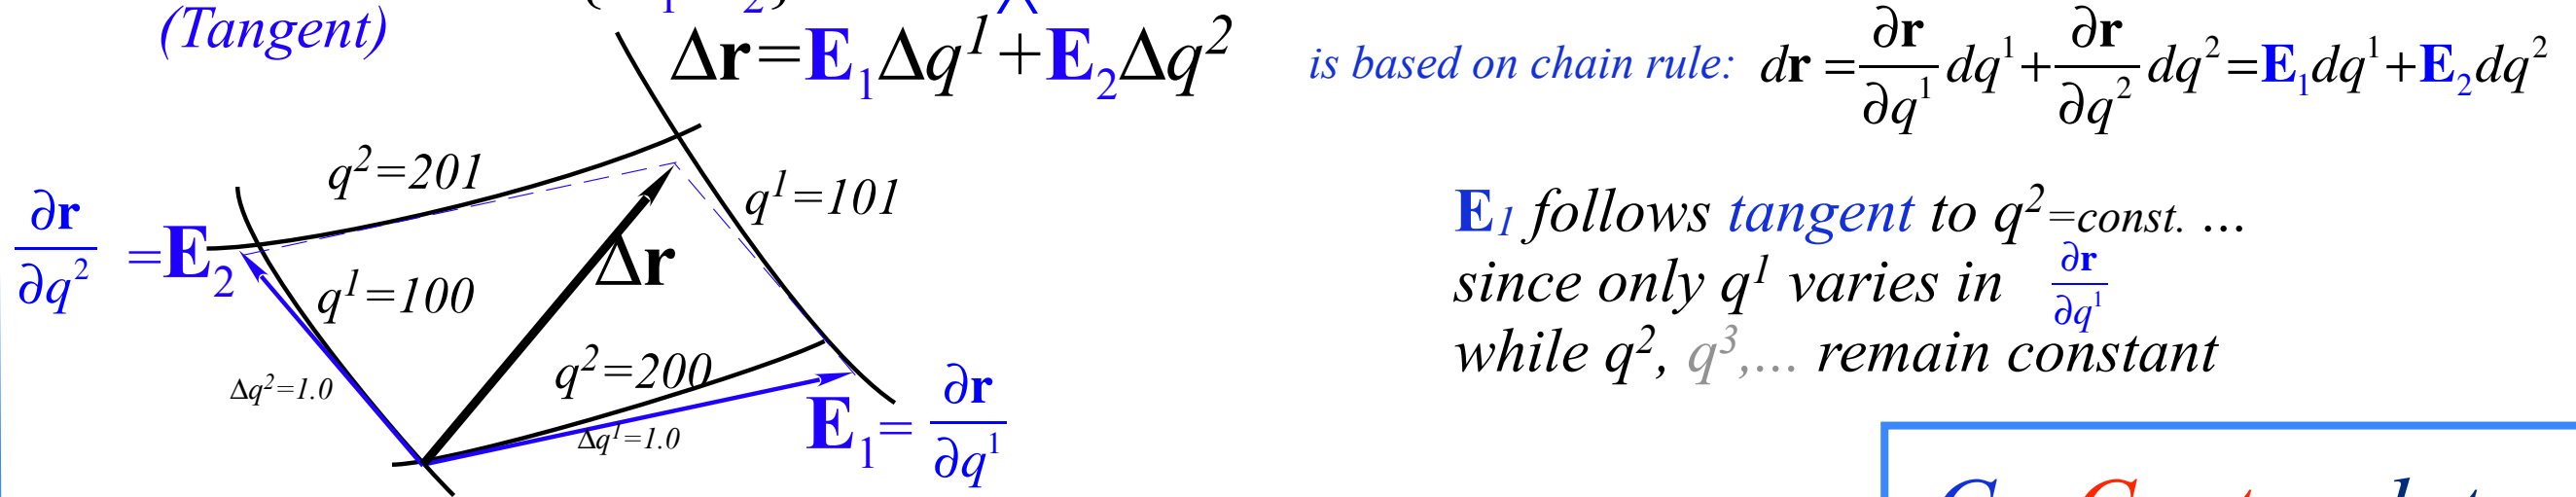 (Tangent)
Δr=E₁Δq¹+E₂Δq²
is based on chain rule: dr = ∂r/∂q¹ dq¹+ ∂r/∂q² dq²=E₁dq¹+E₂dq²
q²=201
q¹=101
∂r/∂q² =E₂
Δr
q¹=100
q²=200
Δq²=1.0
Δq¹=1.0
E₁= ∂r/∂q¹
E₁ follows tangent to q²=const. ...
since only q¹ varies in ∂r/∂q¹
while q², q³,... remain constant